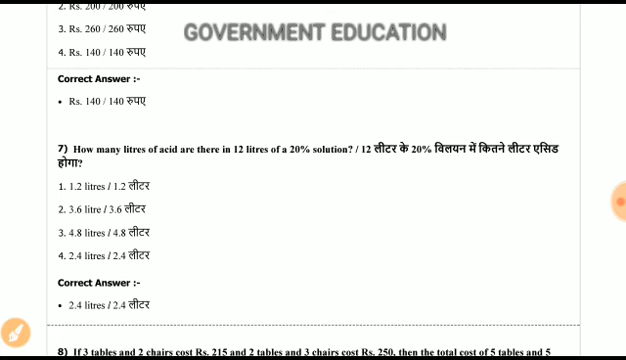 2. Rs. 200 / 200 रुपए
3. Rs. 260 / 260 रुपए
GOVERNMENT EDUCATION
4. Rs. 140 / 140 रुपए
Correct Answer :-
• Rs. 140 / 140 रुपए
7) How many litres of acid are there in 12 litres of a 20% solution? / 12 लीटर के 20% विलयन में कितने लीटर एसिड
होगा?
1. 1.2 litres / 1.2 लीटर
2. 3.6 litre / 3.6 लीटर
3. 4.8 litres / 4.8 लीटर
4. 2.4 litres / 2.4 लीटर
Correct Answer :-
• 2.4 litres / 2.4 लीटर
8) If 3 tables and 2 chairs cost Rs. 215 and 2 tables and 3 chairs cost Rs. 250, then the total cost of 5 tables and 5